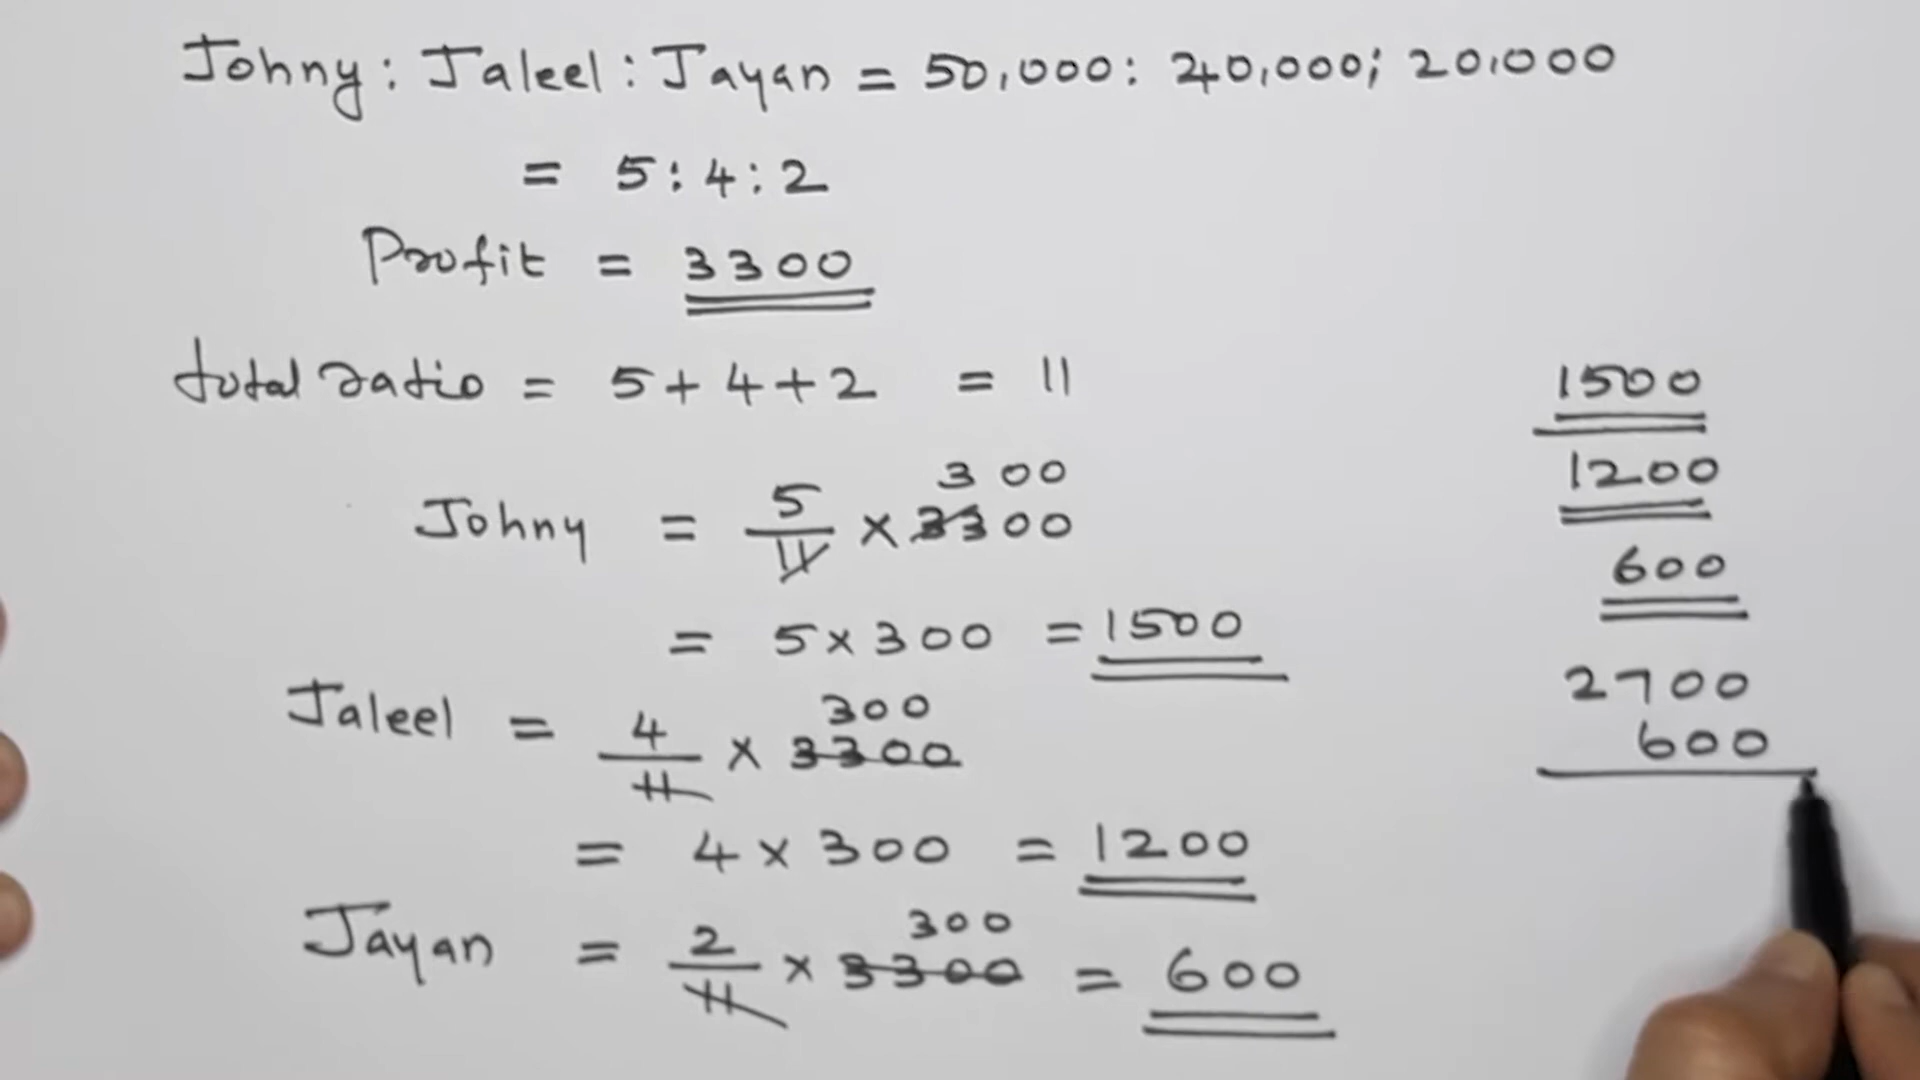 Johny : Jaleel : Jayan = 50,000 : 40,000 ; 20,000
= 5 : 4 : 2
Profit = 3300
total ratio = 5 + 4 + 2 = 11
300
Johny = 5/11 × 3300
= 5 × 300 = 1500
300
Jaleel = 4/11 × 3300
= 4 × 300 = 1200
300
Jayan = 2/11 × 3300 = 600
1500
1200
600
2700
600